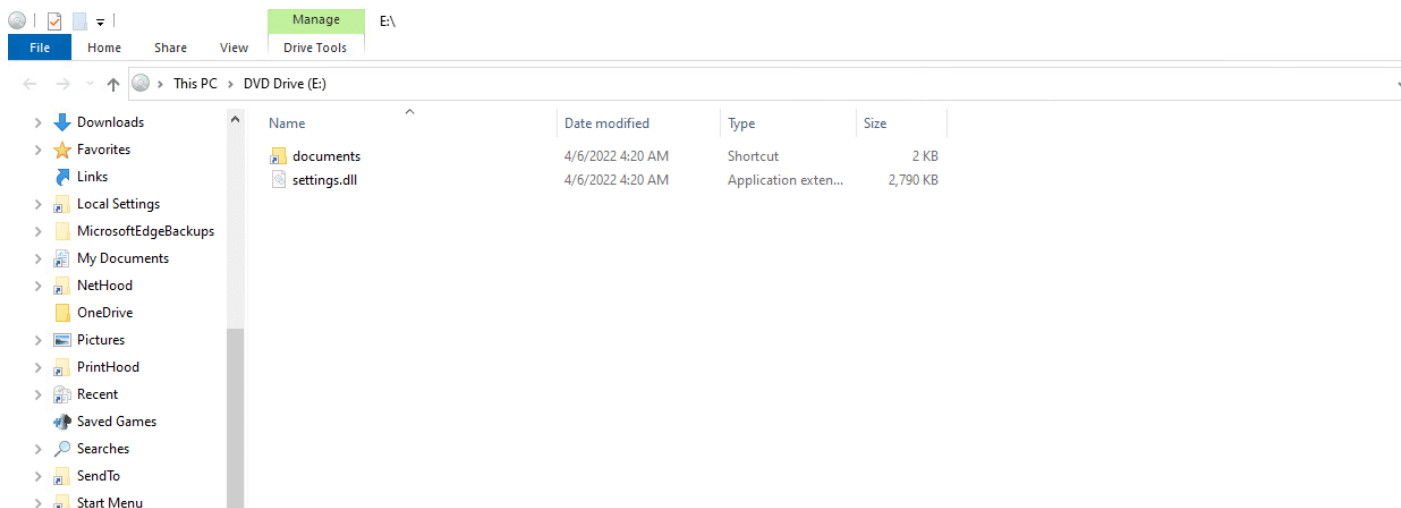 Manage E:\
File Home Share View Drive Tools
This PC > DVD Drive (E:)
Downloads
Favorites
Links
Local Settings
MicrosoftEdgeBackups
My Documents
NetHood
OneDrive
Pictures
PrintHood
Recent
Saved Games
Searches
SendTo
Start Menu
Name Date modified Type Size
documents 4/6/2022 4:20 AM Shortcut 2 KB
settings.dll 4/6/2022 4:20 AM Application exten... 2,790 KB